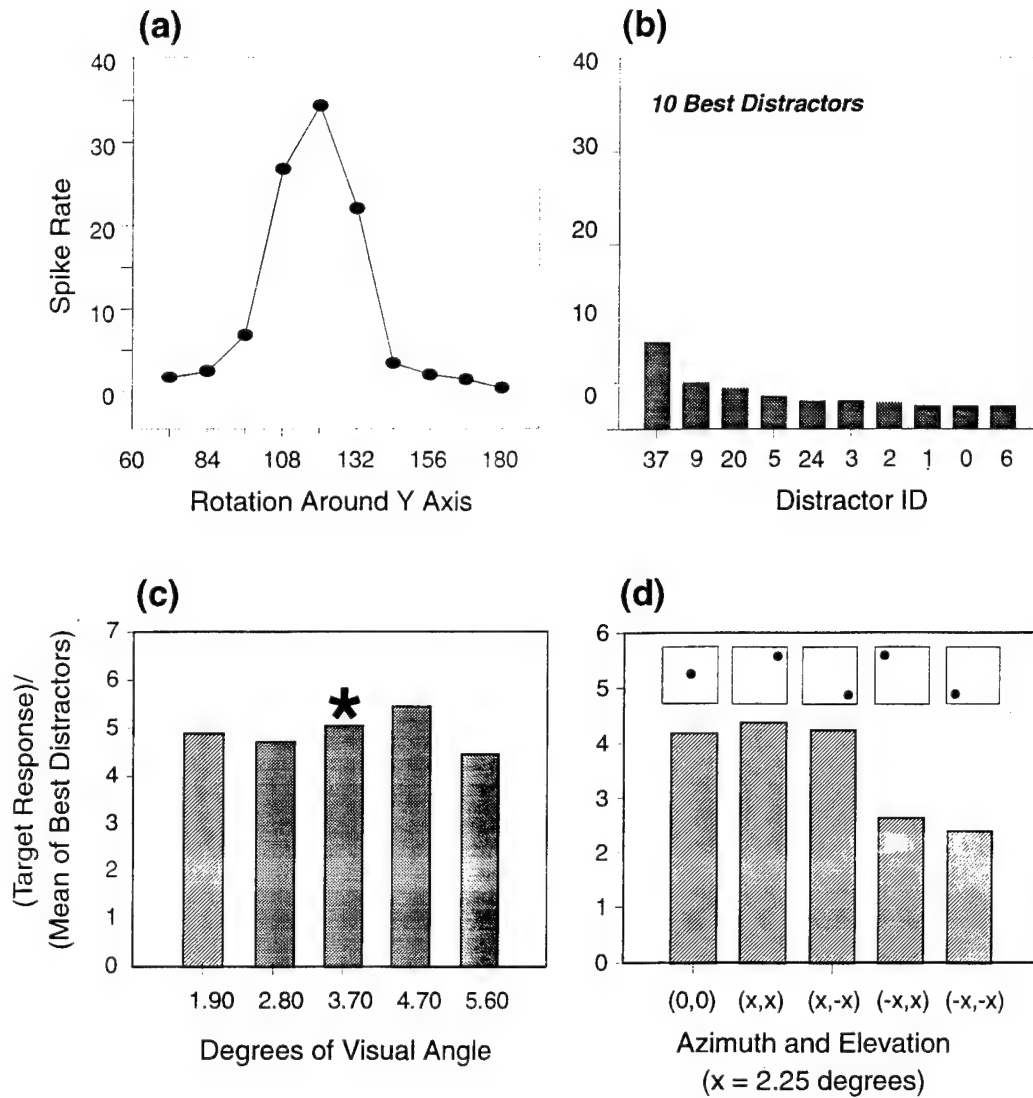 (a)
40
30
20
10
0
Spike Rate
60 84 108 132 156 180
Rotation Around Y Axis
(b)
10 Best Distractors
40
30
20
10
0
37 9 20 5 24 3 2 1 0 6
Distractor ID
(c)
7
6
5
4
3
2
1
0
*
(Target Response)/
(Mean of Best Distractors)
1.90 2.80 3.70 4.70 5.60
Degrees of Visual Angle
(d)
6
5
4
3
2
1
0
(0,0) (x,x) (x,-x) (-x,x) (-x,-x)
Azimuth and Elevation
(x = 2.25 degrees)